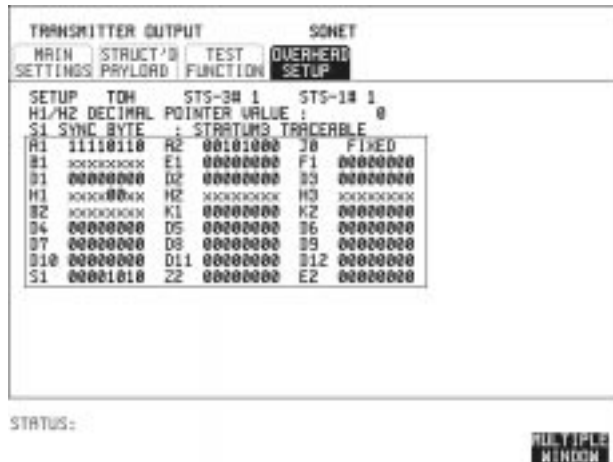 TRANSMITTER OUTPUT SONET
MAIN SETTINGS STRUCT'D PAYLOAD TEST FUNCTION OVERHEAD SETUP
SETUP TOH STS-3# 1 STS-1# 1
H1/H2 DECIMAL POINTER VALUE : 0
S1 SYNC BYTE : STRATUM3 TRACEABLE
A1 11110110 A2 00101000 J0 FIXED
B1 xxxxxxxx E1 00000000 F1 00000000
D1 00000000 D2 00000000 D3 00000000
H1 xxxx00xx H2 xxxxxxxx H3 xxxxxxxx
B2 xxxxxxxx K1 00000000 K2 00000000
D4 00000000 D5 00000000 D6 00000000
D7 00000000 D8 00000000 D9 00000000
D10 00000000 D11 00000000 D12 00000000
S1 00001010 Z2 00000000 E2 00000000
STATUS:
MULTIPLE
WINDOW